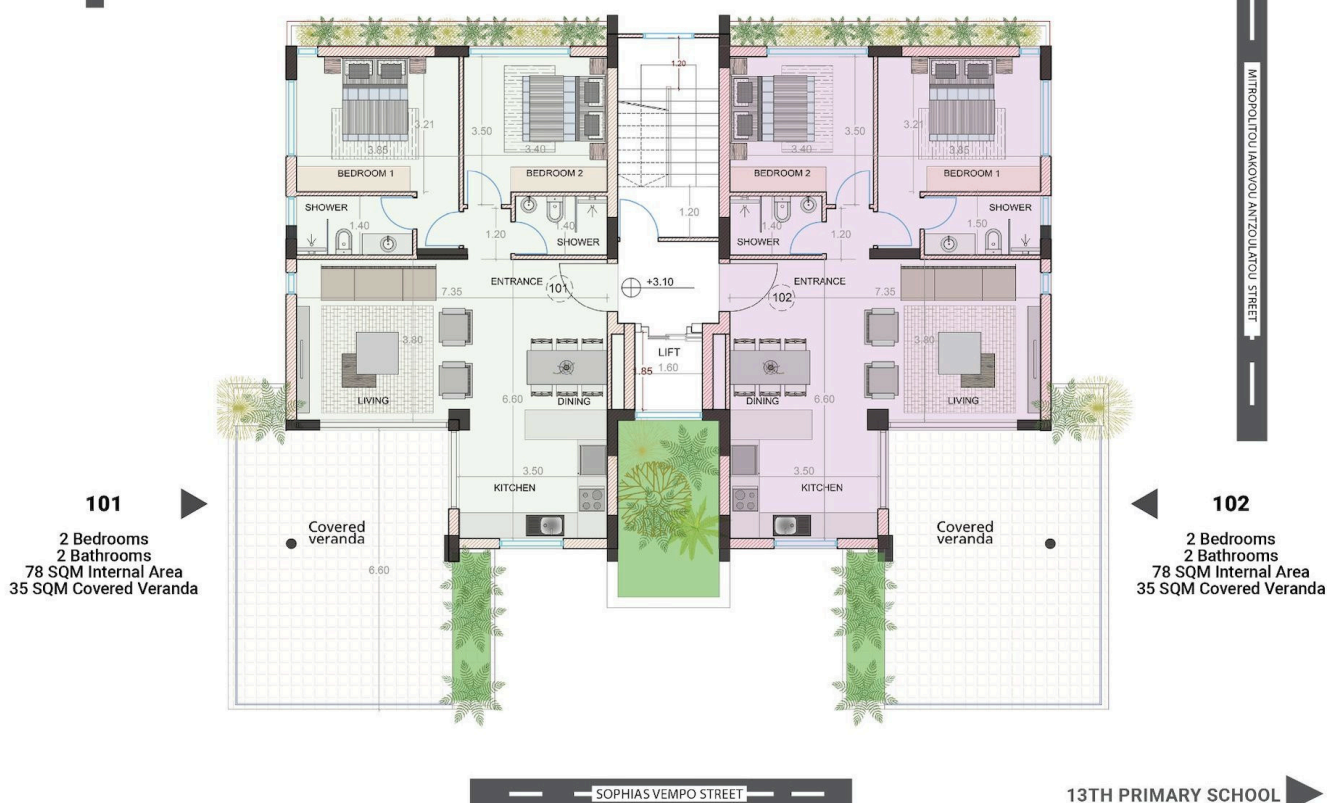 1.20
3.21
3.85
BEDROOM 1
3.50
3.40
BEDROOM 2
3.40
BEDROOM 2
3.50
3.21
3.85
BEDROOM 1
MITROPOLITOU IAKOVOU ANTZOULATOU STREET
SHOWER
1.40
1.20
1.40
SHOWER
1.20
1.40
SHOWER
1.20
1.50
SHOWER
ENTRANCE
101
7.35
+3.10
102
ENTRANCE
7.35
3.80
LIVING
6.60
DINING
LIFT
1.85
1.60
DINING
6.60
3.80
LIVING
3.50
KITCHEN
3.50
KITCHEN
101
2 Bedrooms
2 Bathrooms
78 SQM Internal Area
35 SQM Covered Veranda
Covered
veranda
6.60
Covered
veranda
102
2 Bedrooms
2 Bathrooms
78 SQM Internal Area
35 SQM Covered Veranda
SOPHIAS VEMPO STREET
13TH PRIMARY SCHOOL